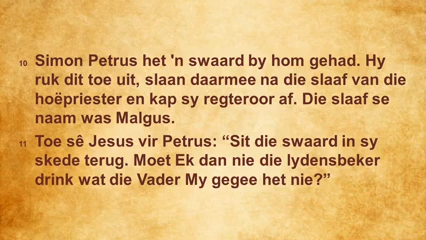 10 Simon Petrus het 'n swaard by hom gehad. Hy
ruk dit toe uit, slaan daarmee na die slaaf van die
hoëpriester en kap sy regteroor af. Die slaaf se
naam was Malgus.
11 Toe sê Jesus vir Petrus: “Sit die swaard in sy
skede terug. Moet Ek dan nie die lydensbeker
drink wat die Vader My gegee het nie?”